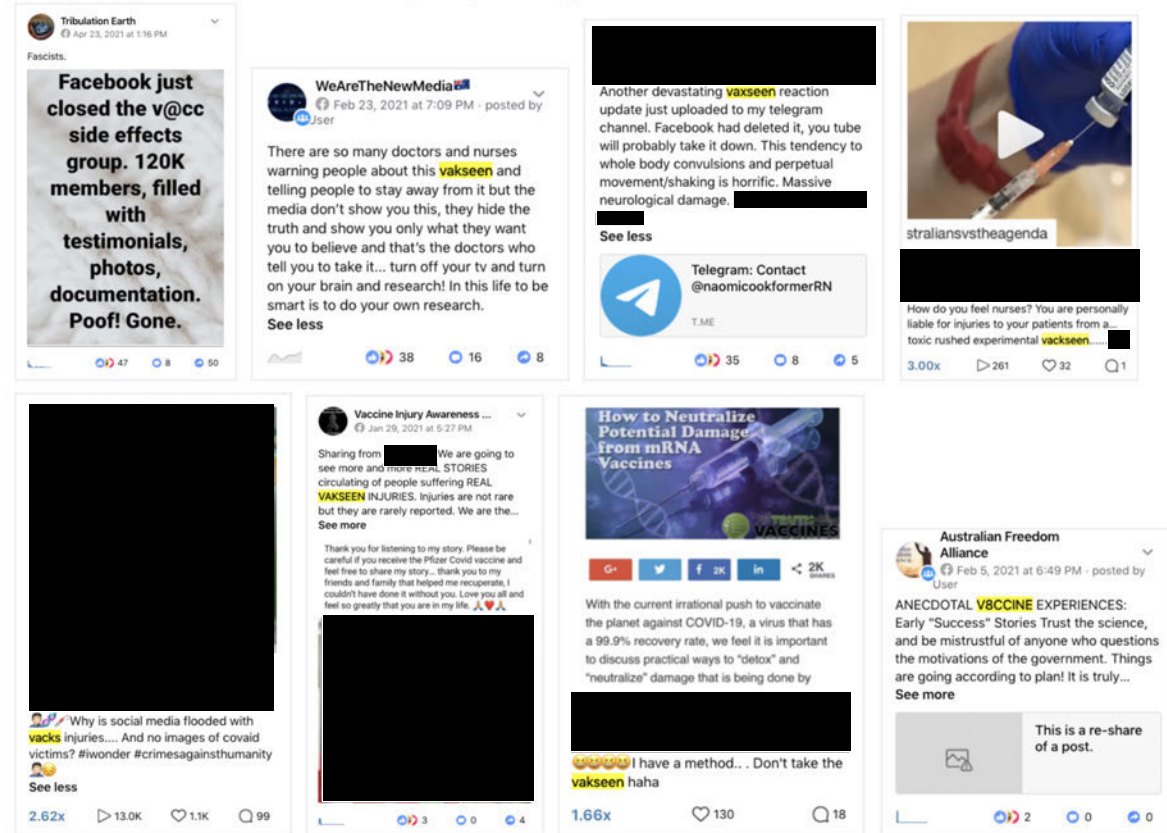 Tribulation Earth
Apr 23, 2021 at 1:16 PM
Fascists.
Facebook just
closed the v@cc
side effects
group. 120K
members, filled
with
testimonials,
photos,
documentation.
Poof! Gone.
47 8 50
WeAreTheNewMedia
Feb 23, 2021 at 7:09 PM · posted by
User
There are so many doctors and nurses
warning people about this vakseen and
telling people to stay away from it but the
media don't show you this, they hide the
truth and show you only what they want
you to believe and that's the doctors who
tell you to take it... turn off your tv and turn
on your brain and research! In this life to be
smart is to do your own research.
See less
38 16 8
Another devastating vaxseen reaction
update just uploaded to my telegram
channel. Facebook had deleted it, you tube
will probably take it down. This tendency to
whole body convulsions and perpetual
movement/shaking is horrific. Massive
neurological damage.
See less
Telegram: Contact
@naomicookformerRN
T.ME
35 8 5
straliansvstheagenda
How do you feel nurses? You are personally
liable for injuries to your patients from a...
toxic rushed experimental vackseen......
3.00x 261 32 1
🤦🏻🧬💉Why is social media flooded with
vacks injuries.... And no images of covaid
victims? #iwonder #crimesagainsthumanity
🤦🏻😔
See less
2.62x 13.0K 1.1K 99
Vaccine Injury Awareness ...
Jan 29, 2021 at 5:27 PM
Sharing from We are going to
see more and more REAL STORIES
circulating of people suffering REAL
VAKSEEN INJURIES. Injuries are not rare
but they are rarely reported. We are the...
See more
Thank you for listening to my story. Please be
careful if you receive the Pfizer Covid vaccine and
feel free to share my story... thank you to my
friends and family that helped me recuperate, I
couldn't have done it without you. Love you all and
feel so greatly that you are in my life. 🙏❤️🙏
3 0 4
How to Neutralize
Potential Damage
from mRNA
Vaccines
VACCINES
G+ f 2K in 2K
SHARES
With the current irrational push to vaccinate
the planet against COVID-19, a virus that has
a 99.9% recovery rate, we feel it is important
to discuss practical ways to "detox" and
"neutralize" damage that is being done by
😆😆😆😆I have a method.. . Don't take the
vakseen haha
1.66x 130 18
Australian Freedom
Alliance
Feb 5, 2021 at 6:49 PM · posted by
User
ANECDOTAL V8CCINE EXPERIENCES:
Early "Success" Stories Trust the science,
and be mistrustful of anyone who questions
the motivations of the government. Things
are going according to plan! It is truly...
See more
This is a re-share
of a post.
2 0 0